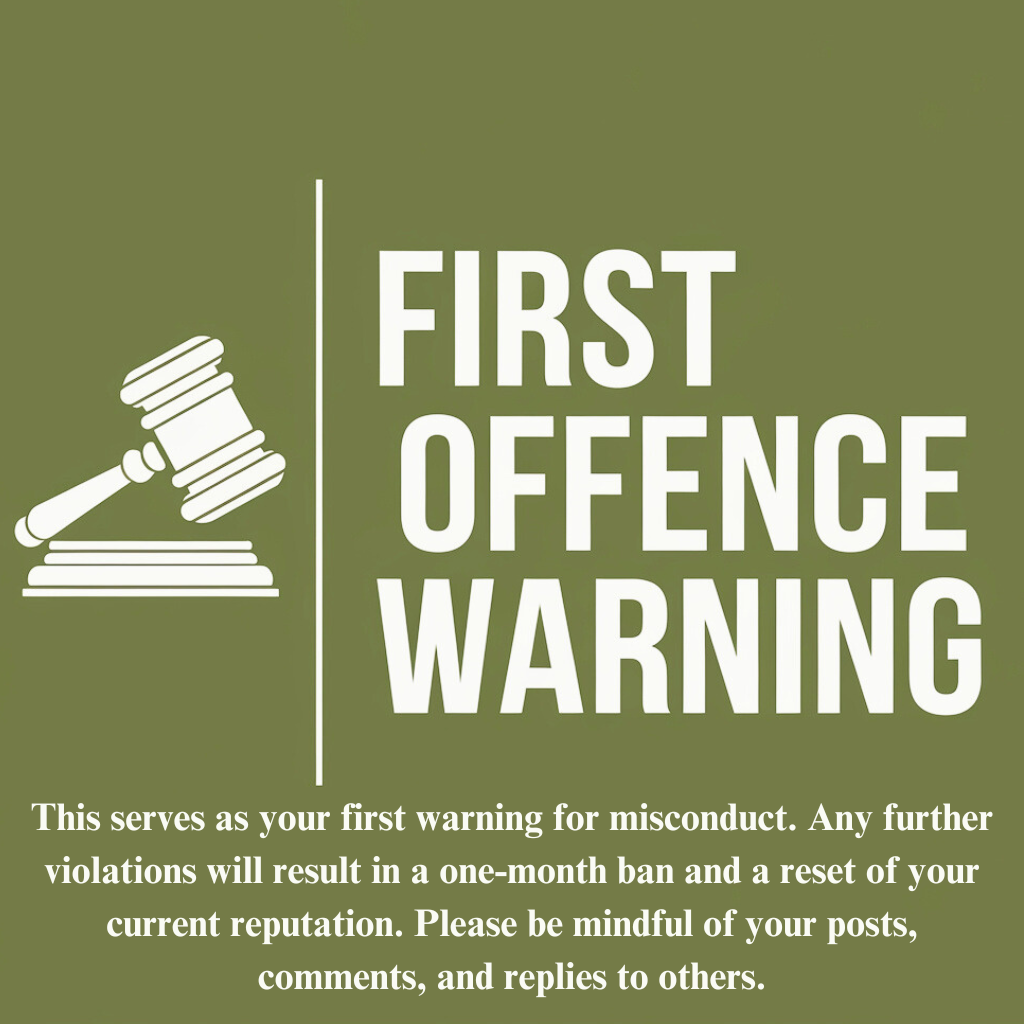 FIRST
OFFENCE
WARNING
This serves as your first warning for misconduct. Any further
violations will result in a one-month ban and a reset of your
current reputation. Please be mindful of your posts,
comments, and replies to others.